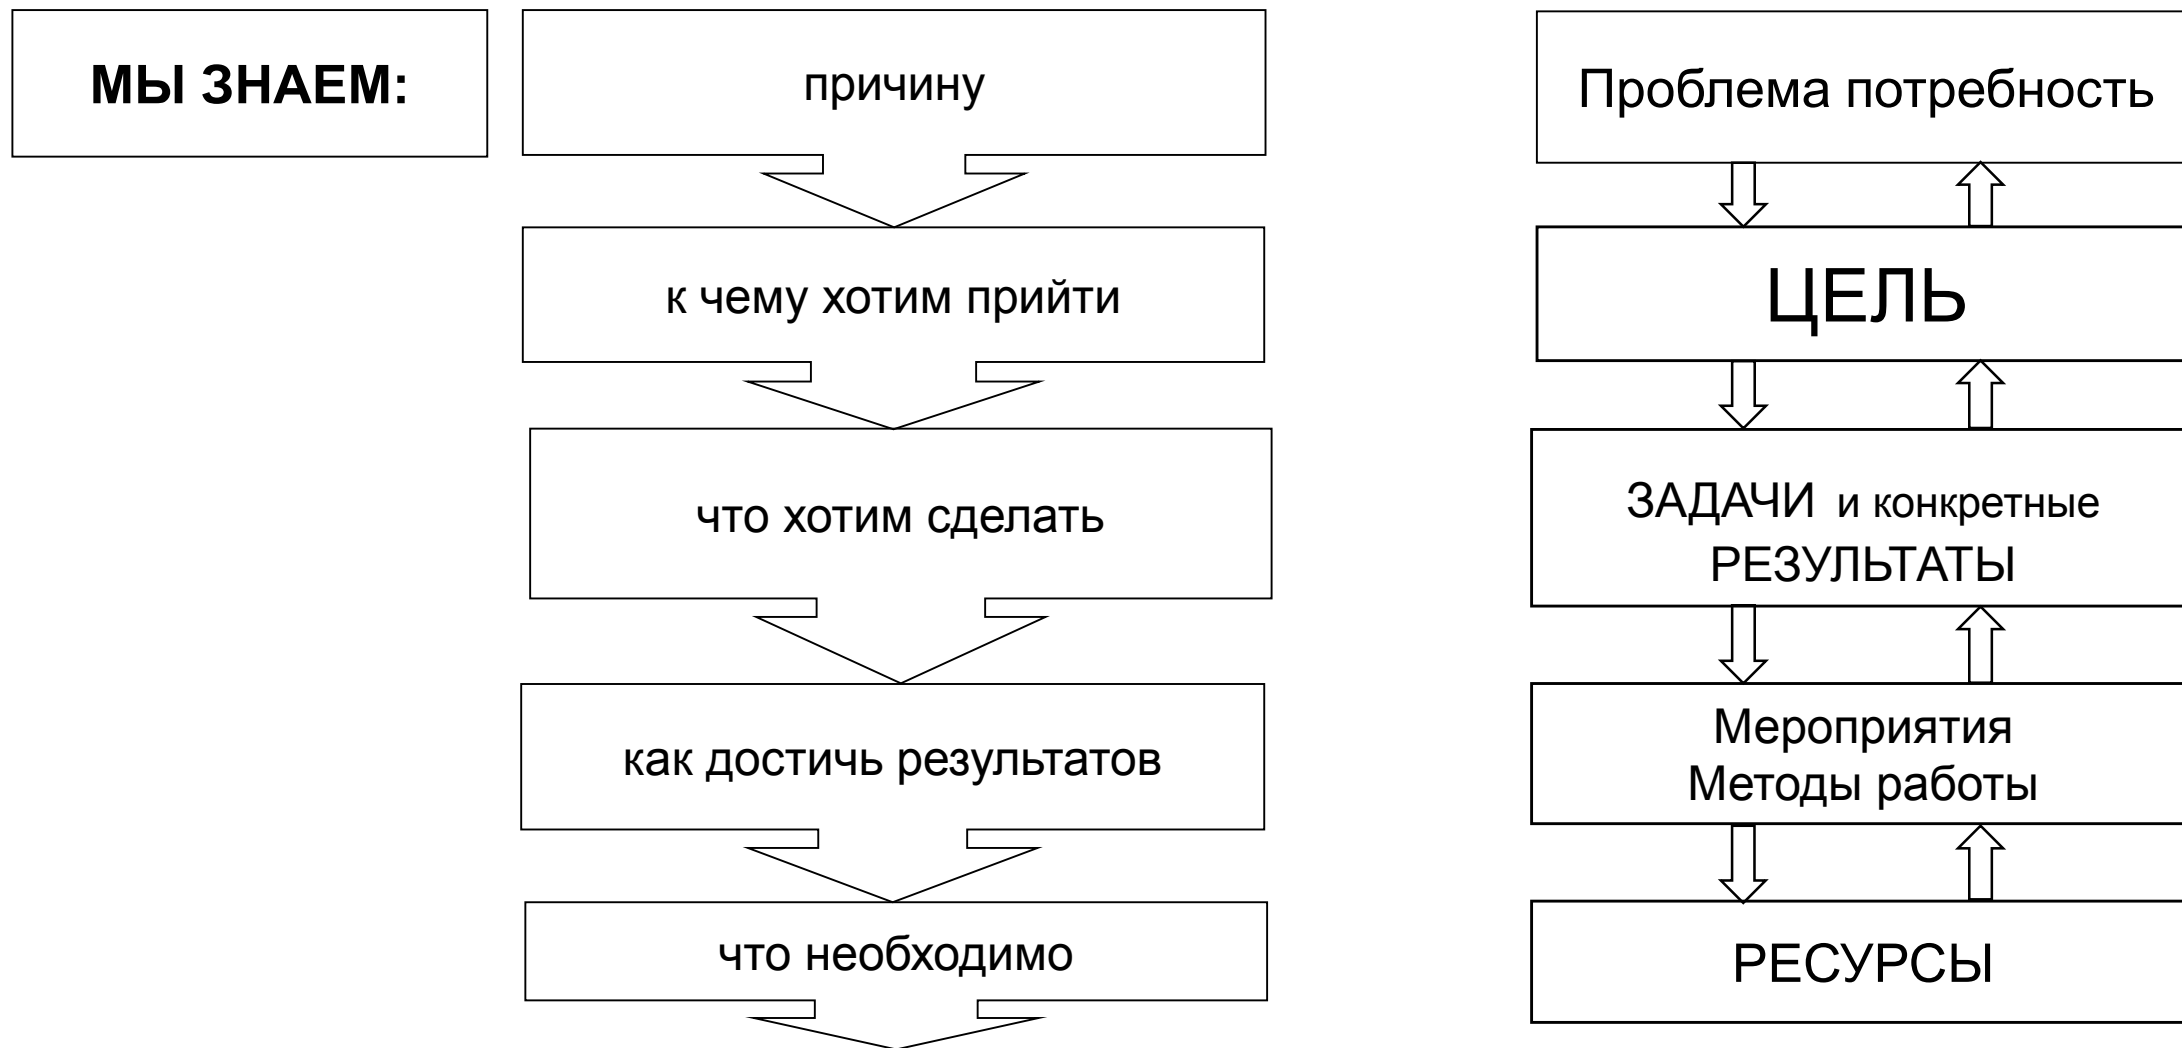 МЫ ЗНАЕМ:
причину
Проблема потребность
к чему хотим прийти
ЦЕЛЬ
что хотим сделать
ЗАДАЧИ и конкретные
РЕЗУЛЬТАТЫ
как достичь результатов
Мероприятия
Методы работы
что необходимо
РЕСУРСЫ